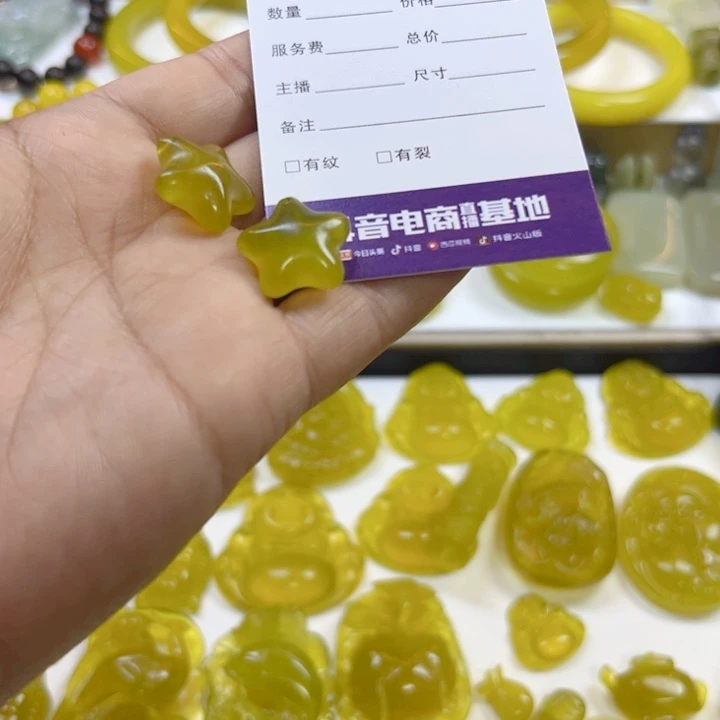 数量 价格
服务费 总价
主播 尺寸
备注
□有纹 □有裂
音电商直播基地
今日头条 抖音 西瓜视频 抖音火山版